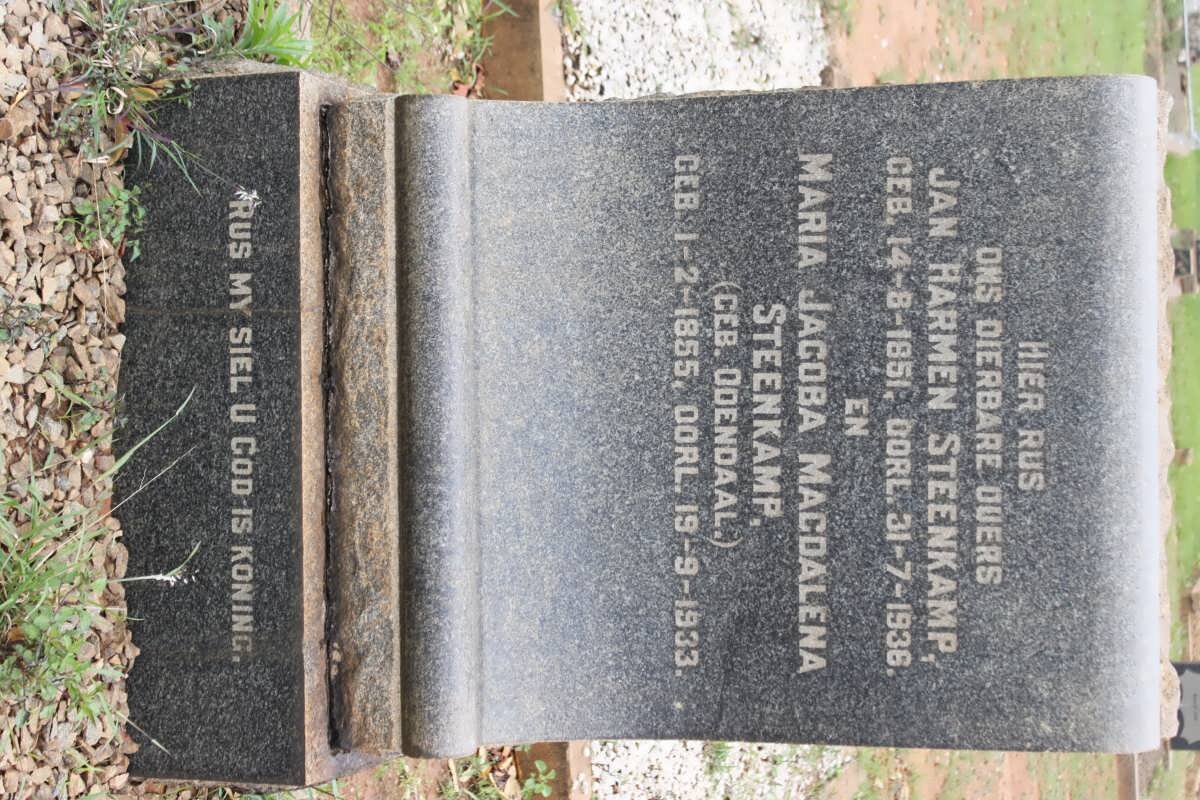 HIER RUS
ONS DIERBARE OUERS
JAN HARMEN STEENKAMP,
GEB. 14-8-1851, OORL. 31-7-1936.
EN
MARIA JACOBA MAGDALENA
STEENKAMP,
(GEB. ODENDAAL.)
GEB. 1-2-1855, OORL. 19-9-1933.
RUS MY SIEL U GOD IS KONING.